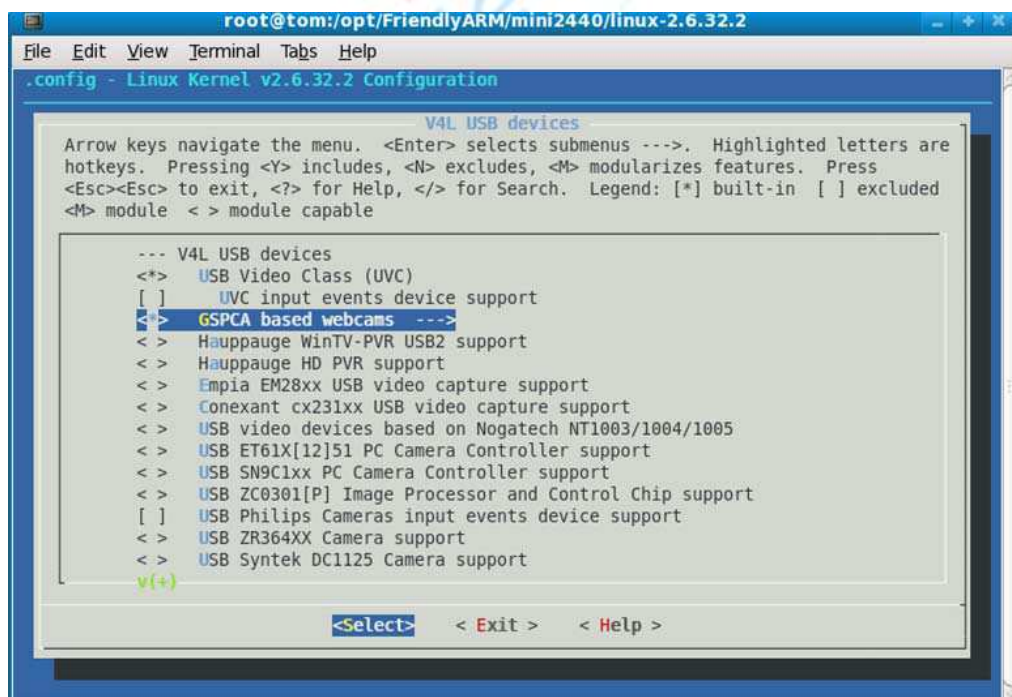 root@tom:/opt/FriendlyARM/mini2440/linux-2.6.32.2
File Edit View Terminal Tabs Help
.config - Linux Kernel v2.6.32.2 Configuration
V4L USB devices
Arrow keys navigate the menu. <Enter> selects submenus --->. Highlighted letters are
hotkeys. Pressing <Y> includes, <N> excludes, <M> modularizes features. Press
<Esc><Esc> to exit, <?> for Help, </> for Search. Legend: [*] built-in [ ] excluded
<M> module < > module capable
--- V4L USB devices
<*> USB Video Class (UVC)
[ ] UVC input events device support
<*> GSPCA based webcams --->
< > Hauppauge WinTV-PVR USB2 support
< > Hauppauge HD PVR support
< > Empia EM28xx USB video capture support
< > Conexant cx231xx USB video capture support
< > USB video devices based on Nogatech NT1003/1004/1005
< > USB ET61X[12]51 PC Camera Controller support
< > USB SN9C1xx PC Camera Controller support
< > USB ZC0301[P] Image Processor and Control Chip support
[ ] USB Philips Cameras input events device support
< > USB ZR364XX Camera support
< > USB Syntek DC1125 Camera support
v(+)
<Select> < Exit > < Help >